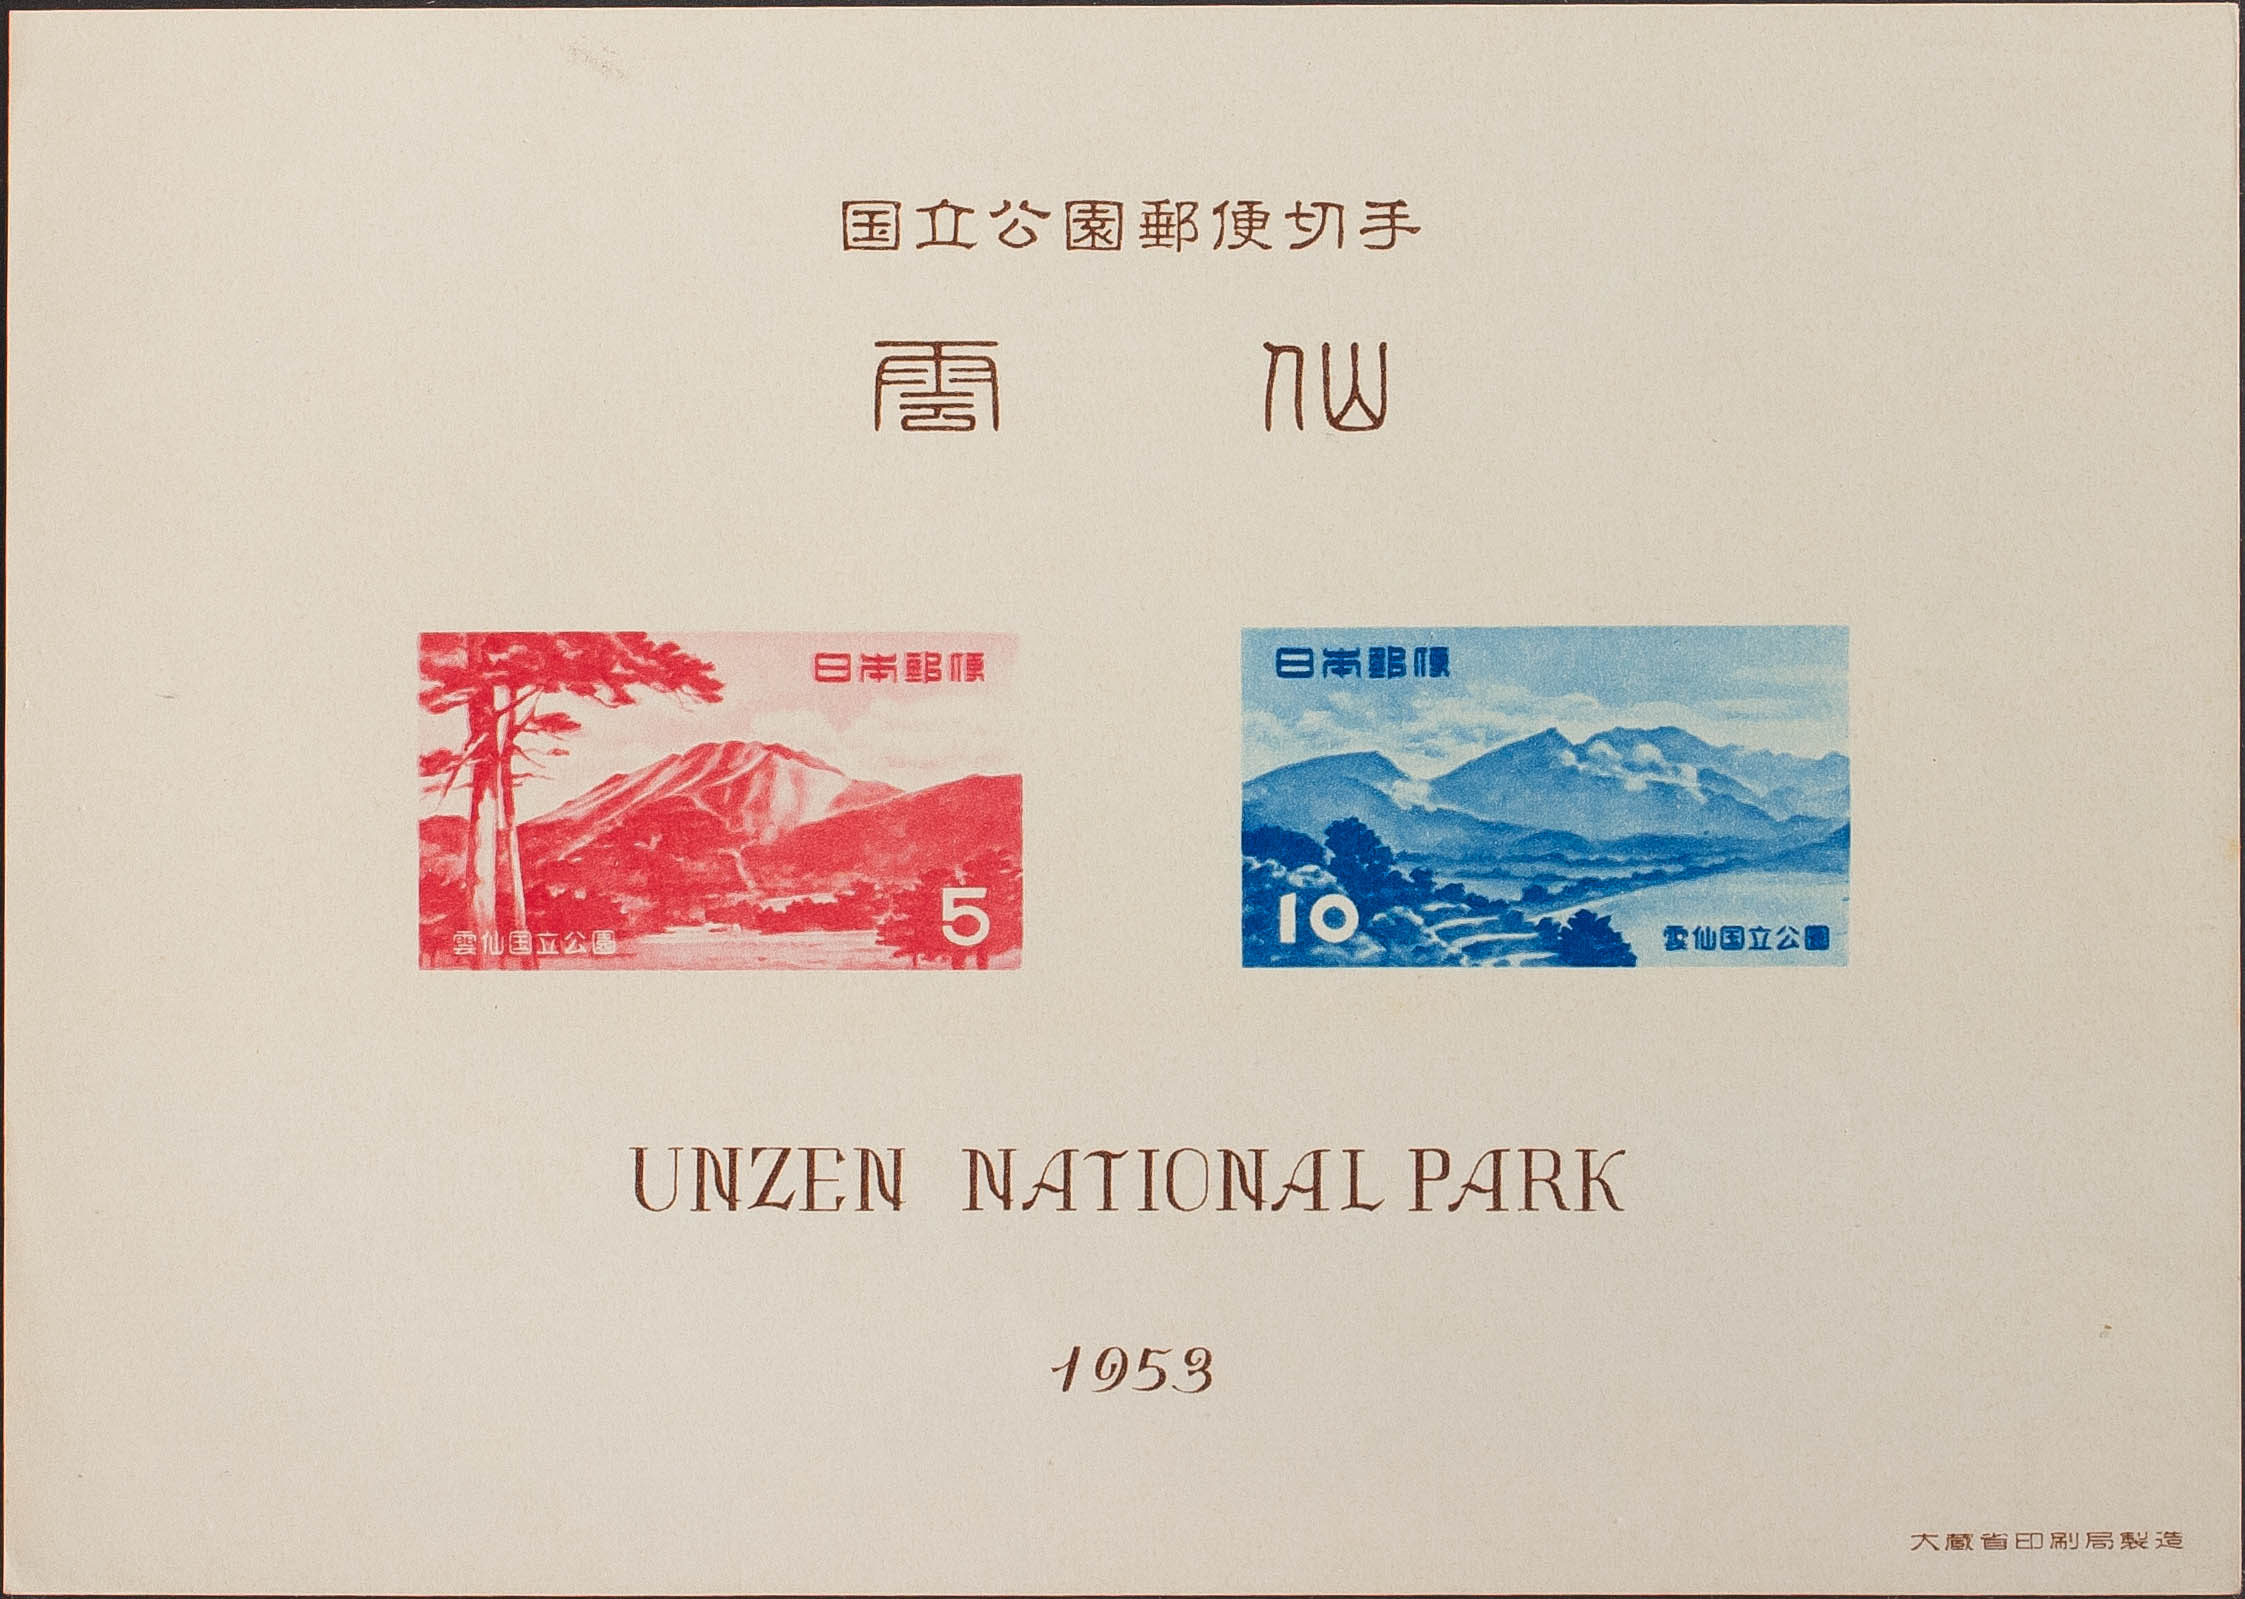 国立公園郵便切手
雲仙
日本郵便
5
雲仙国立公園
日本郵便
10
雲仙国立公園
UNZEN NATIONAL PARK
1953
大蔵省印刷局製造